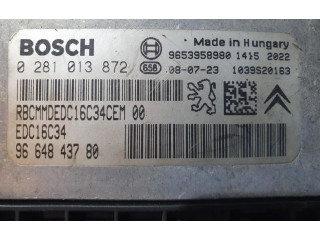 BOSCH
Made in Hungary
9653958980 1415 2022
0 281 013 872
656
08-07-23 1039S20163
RBCMMDEDC16C34CEM 00
EDC16C34
96 648 437 80